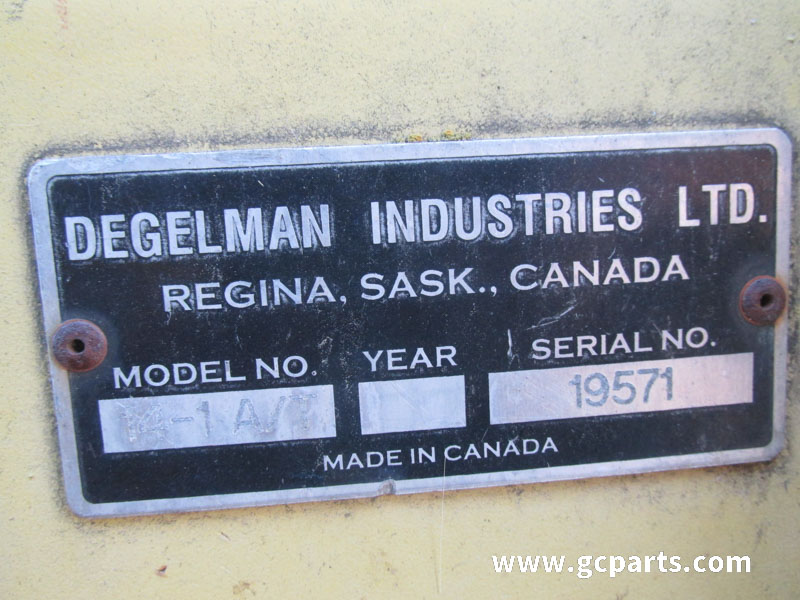 DEGELMAN INDUSTRIES LTD.
REGINA, SASK., CANADA
MODEL NO. YEAR SERIAL NO.
19571
MADE IN CANADA
www.gcparts.com